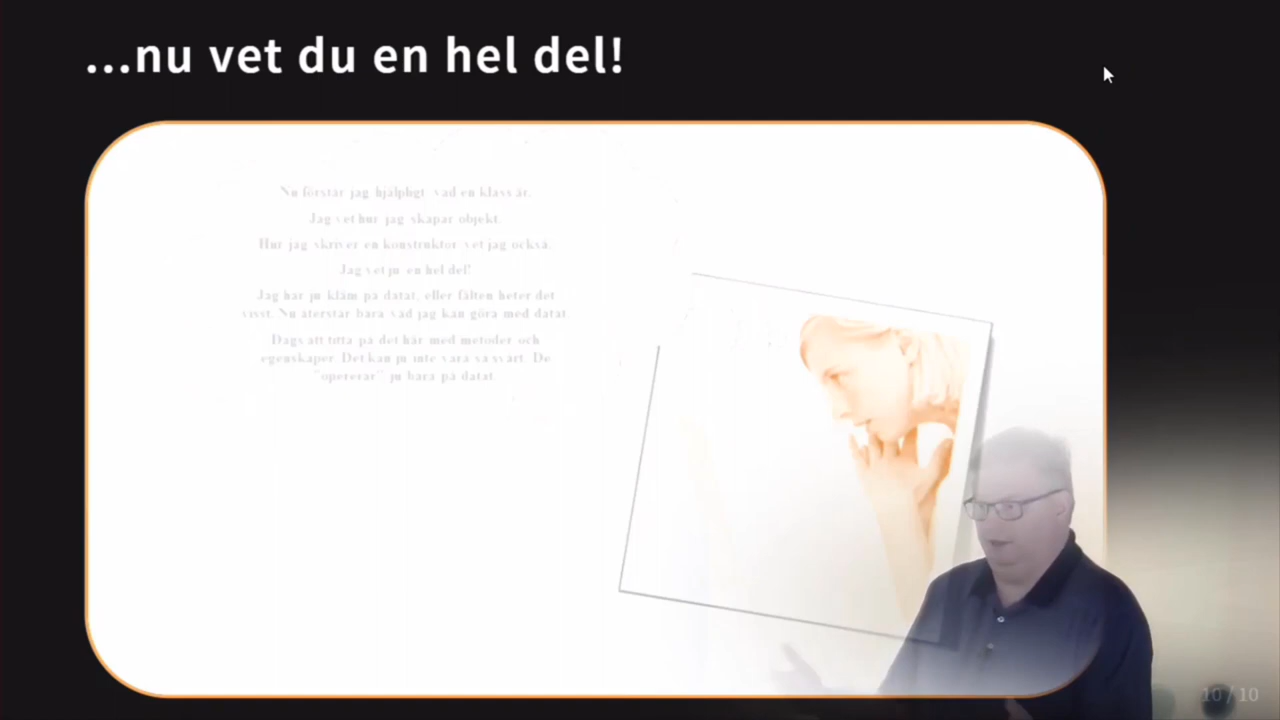 ...nu vet du en hel del!
Nu förstår jag hjälpligt vad en klass är.
Jag vet hur jag skapar objekt.
Hur jag skriver en konstruktor vet jag också.
Jag vet ju en hel del!
Jag har ju kläm på datat, eller fälten heter det
visst. Nu återstår bara vad jag kan göra med datat.
Dags att titta på det här med metoder och
egenskaper. Det kan ju inte vara så svårt. De
"opererar" ju bara på datat.
10 / 10